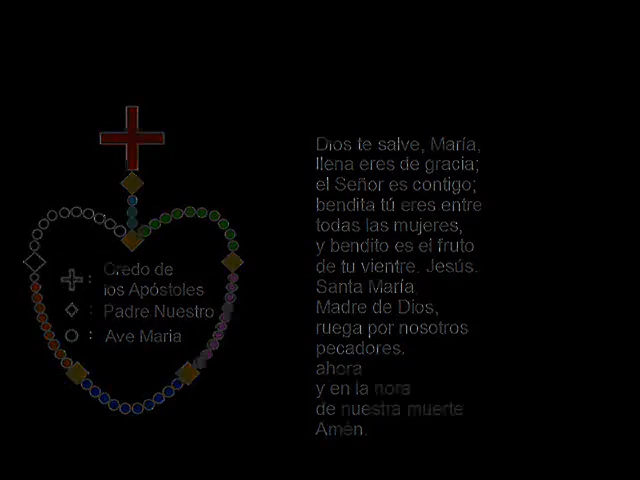 Credo de
los Apóstoles
Padre Nuestro
Ave Maria
Dios te salve, María,
llena eres de gracia;
el Señor es contigo;
bendita tú eres entre
todas las mujeres,
y bendito es el fruto
de tu vientre. Jesús.
Santa María
Madre de Dios,
ruega por nosotros
pecadores.
ahora
y en la hora
de nuestra muerte
Amén.